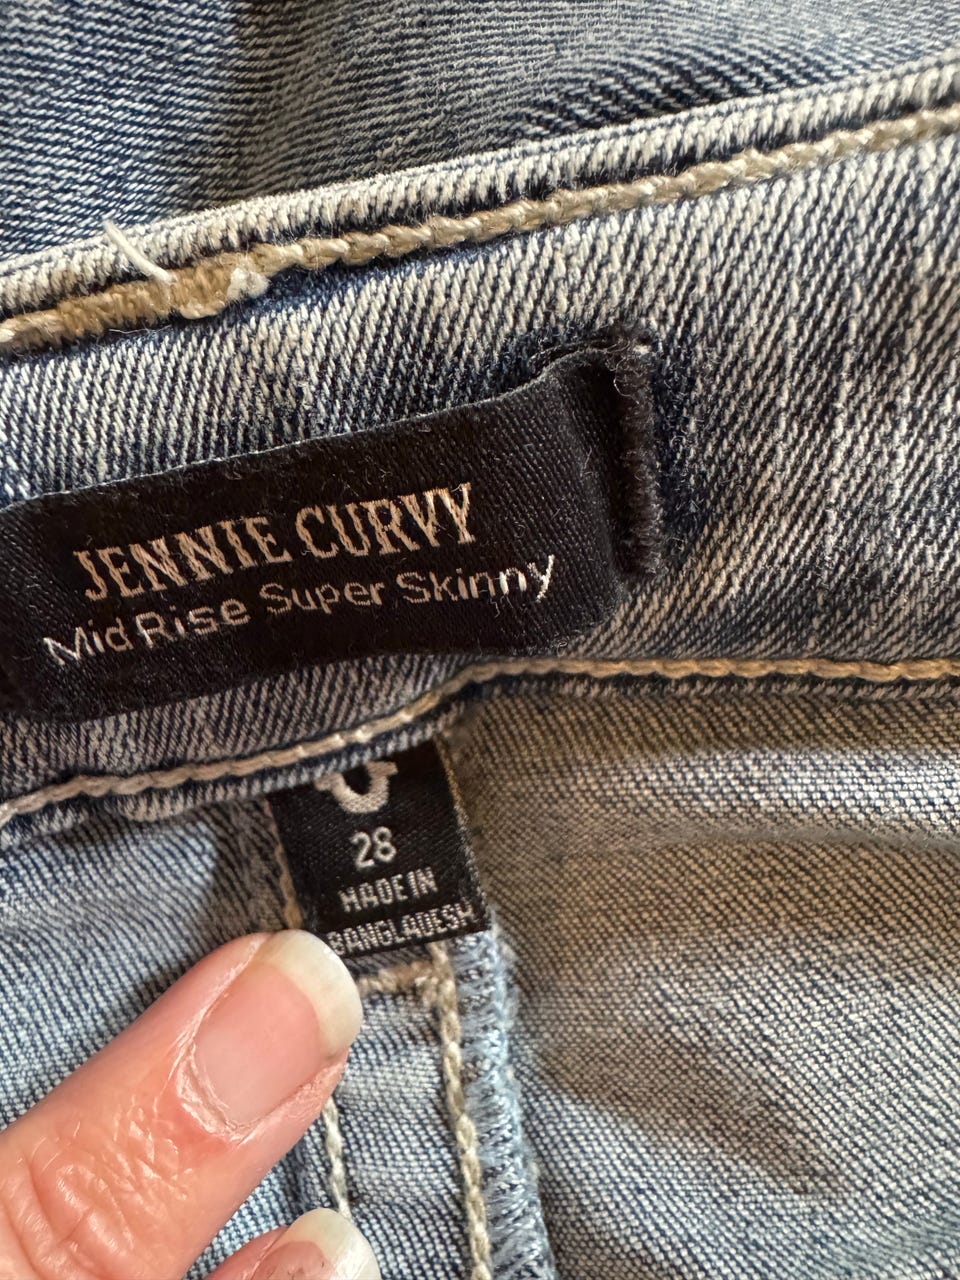 JENNIE CURVY
Mid Rise Super Skinny
28
MADE IN
BANGLADESH